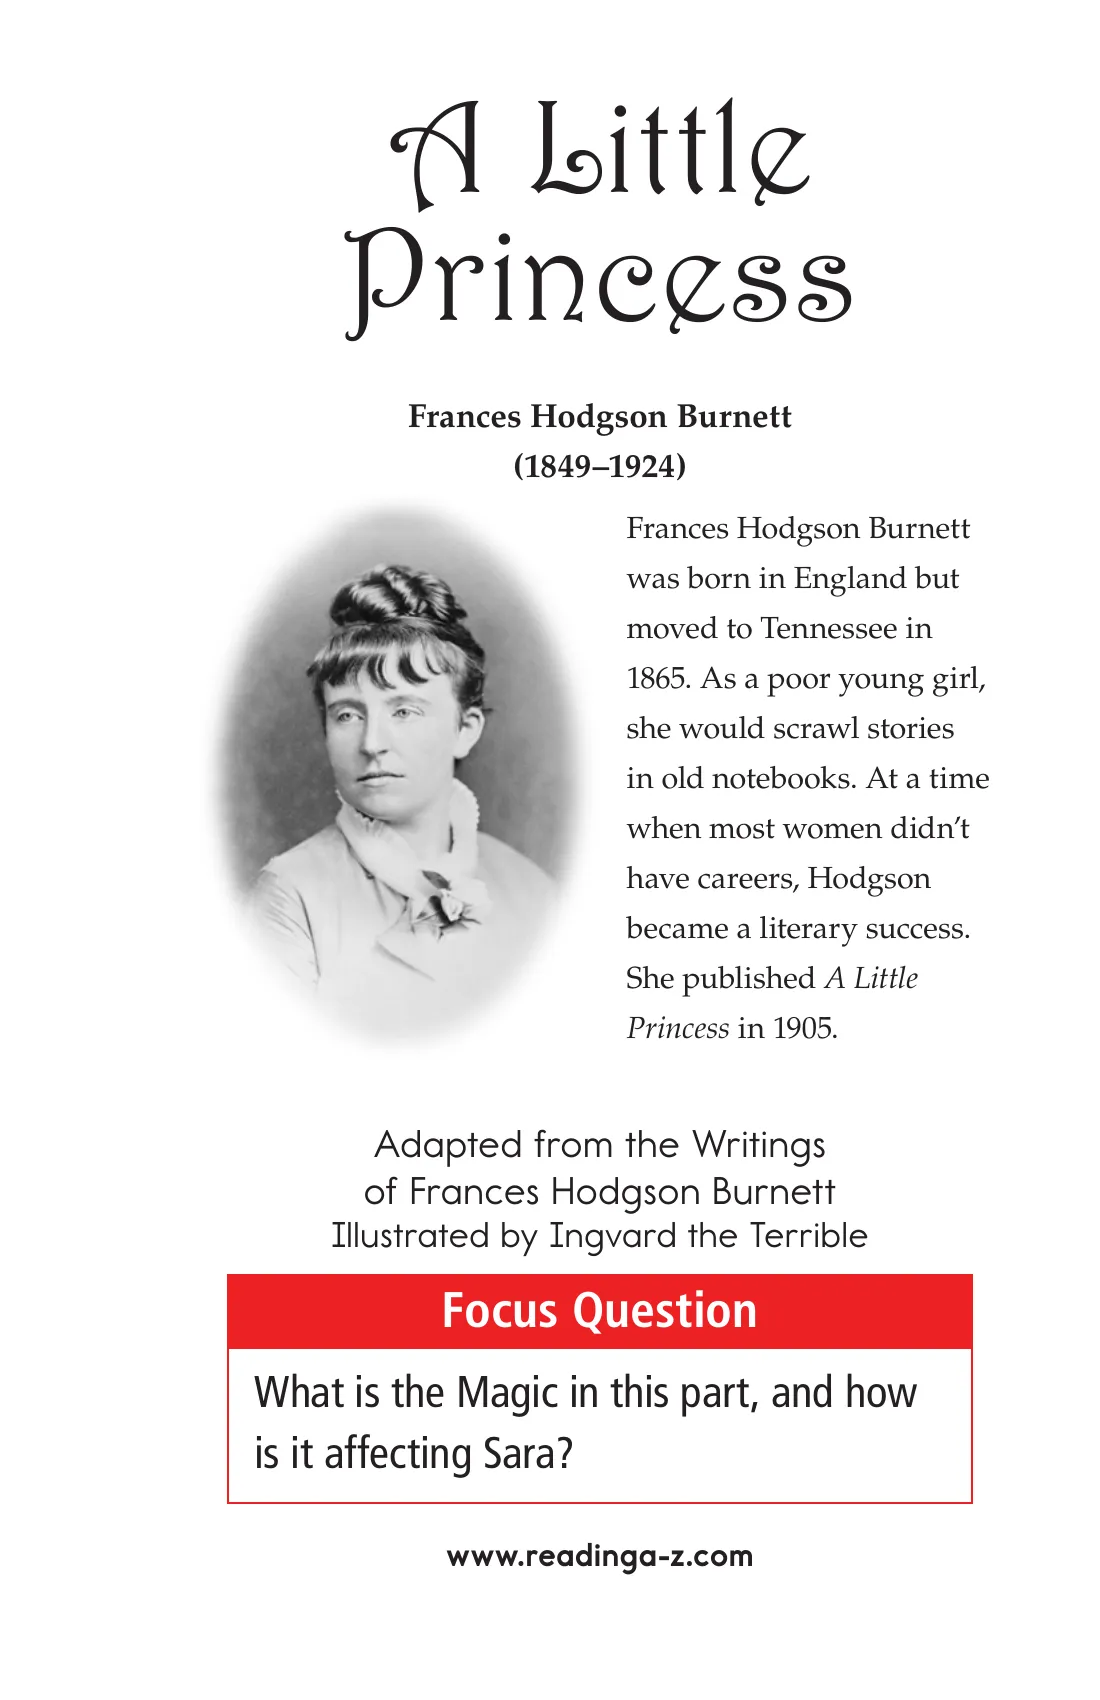 A Little
Princess
Frances Hodgson Burnett
(1849–1924)
Frances Hodgson Burnett
was born in England but
moved to Tennessee in
1865. As a poor young girl,
she would scrawl stories
in old notebooks. At a time
when most women didn’t
have careers, Hodgson
became a literary success.
She published A Little
Princess in 1905.
Adapted from the Writings
of Frances Hodgson Burnett
Illustrated by Ingvard the Terrible
Focus Question
What is the Magic in this part, and how
is it affecting Sara?
www.readinga-z.com